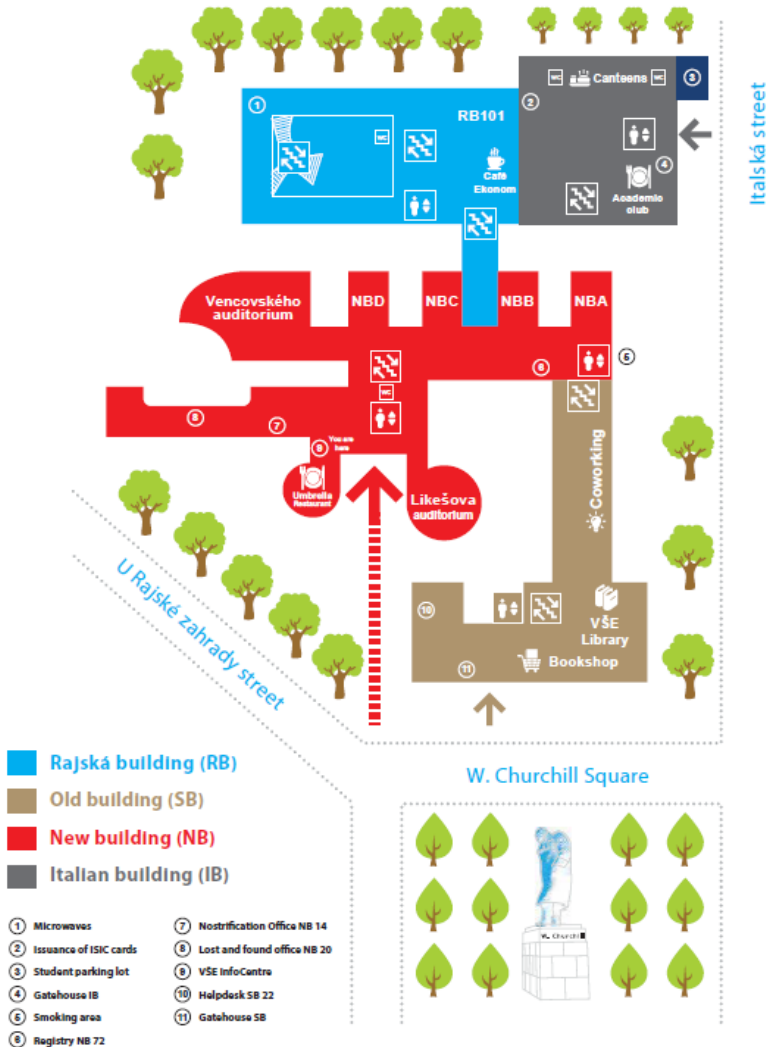 WC
Canteens
WC
3
1
2
RB101
WC
4
Café
Ekonom
Academic
club
Italská street
Vencovského
auditorium
NBD
NBC
NBB
NBA
5
6
WC
8
7
9
You are
here
Umbrella
Restaurant
Likešova
auditorium
Coworking
U Rajské zahrady street
10
VŠE
Library
Bookshop
11
Rajská building (RB)
Old building (SB)
New building (NB)
Italian building (IB)
W. Churchill Square
W. Churchill
1 Microwaves
2 Issuance of ISIC cards
3 Student parking lot
4 Gatehouse IB
5 Smoking area
6 Registry NB 72
7 Nostrification Office NB 14
8 Lost and found office NB 20
9 VŠE InfoCentre
10 Helpdesk SB 22
11 Gatehouse SB